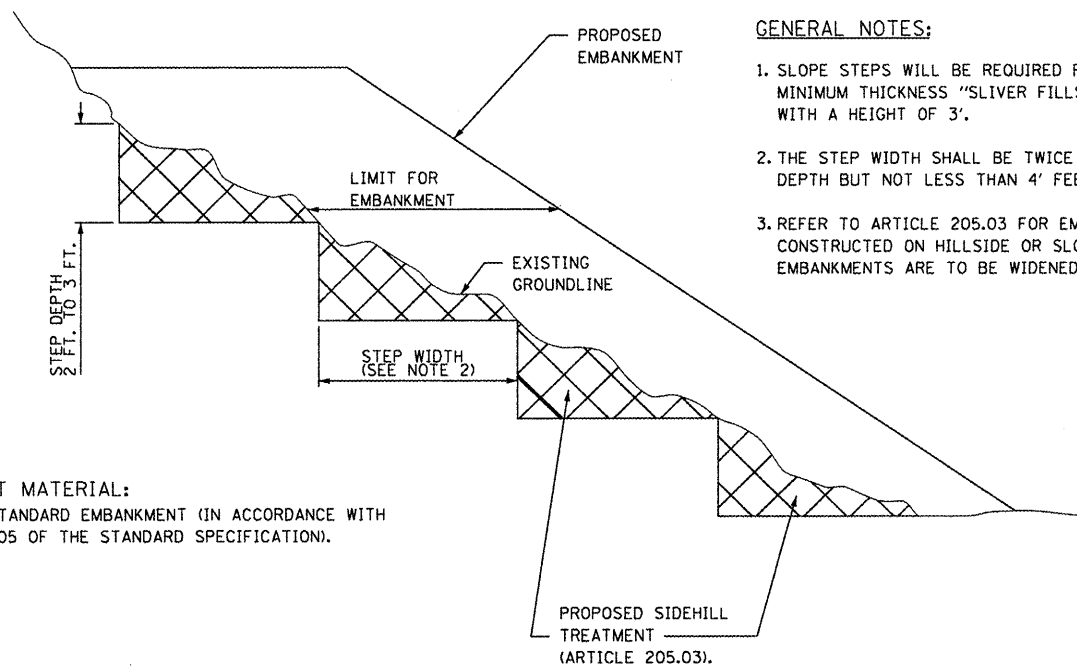 PROPOSED
EMBANKMENT
GENERAL NOTES:
1. SLOPE STEPS WILL BE REQUIRED
MINIMUM THICKNESS "SLIVER FILLS
WITH A HEIGHT OF 3'.
2. THE STEP WIDTH SHALL BE TWICE
DEPTH BUT NOT LESS THAN 4'
3. REFER TO ARTICLE 205.03 FOR
CONSTRUCTED ON HILLSIDE OR
EMBANKMENTS ARE TO BE WIDENED
LIMIT FOR
EMBANKMENT
EXISTING
GROUNDLINE
STEP DEPTH
2 FT. TO 3 FT.
STEP WIDTH
(SEE NOTE 2)
MATERIAL:
STANDARD EMBANKMENT (IN ACCORDANCE WITH
05 OF THE STANDARD SPECIFICATION).
PROPOSED SIDEHILL
TREATMENT
(ARTICLE 205.03).